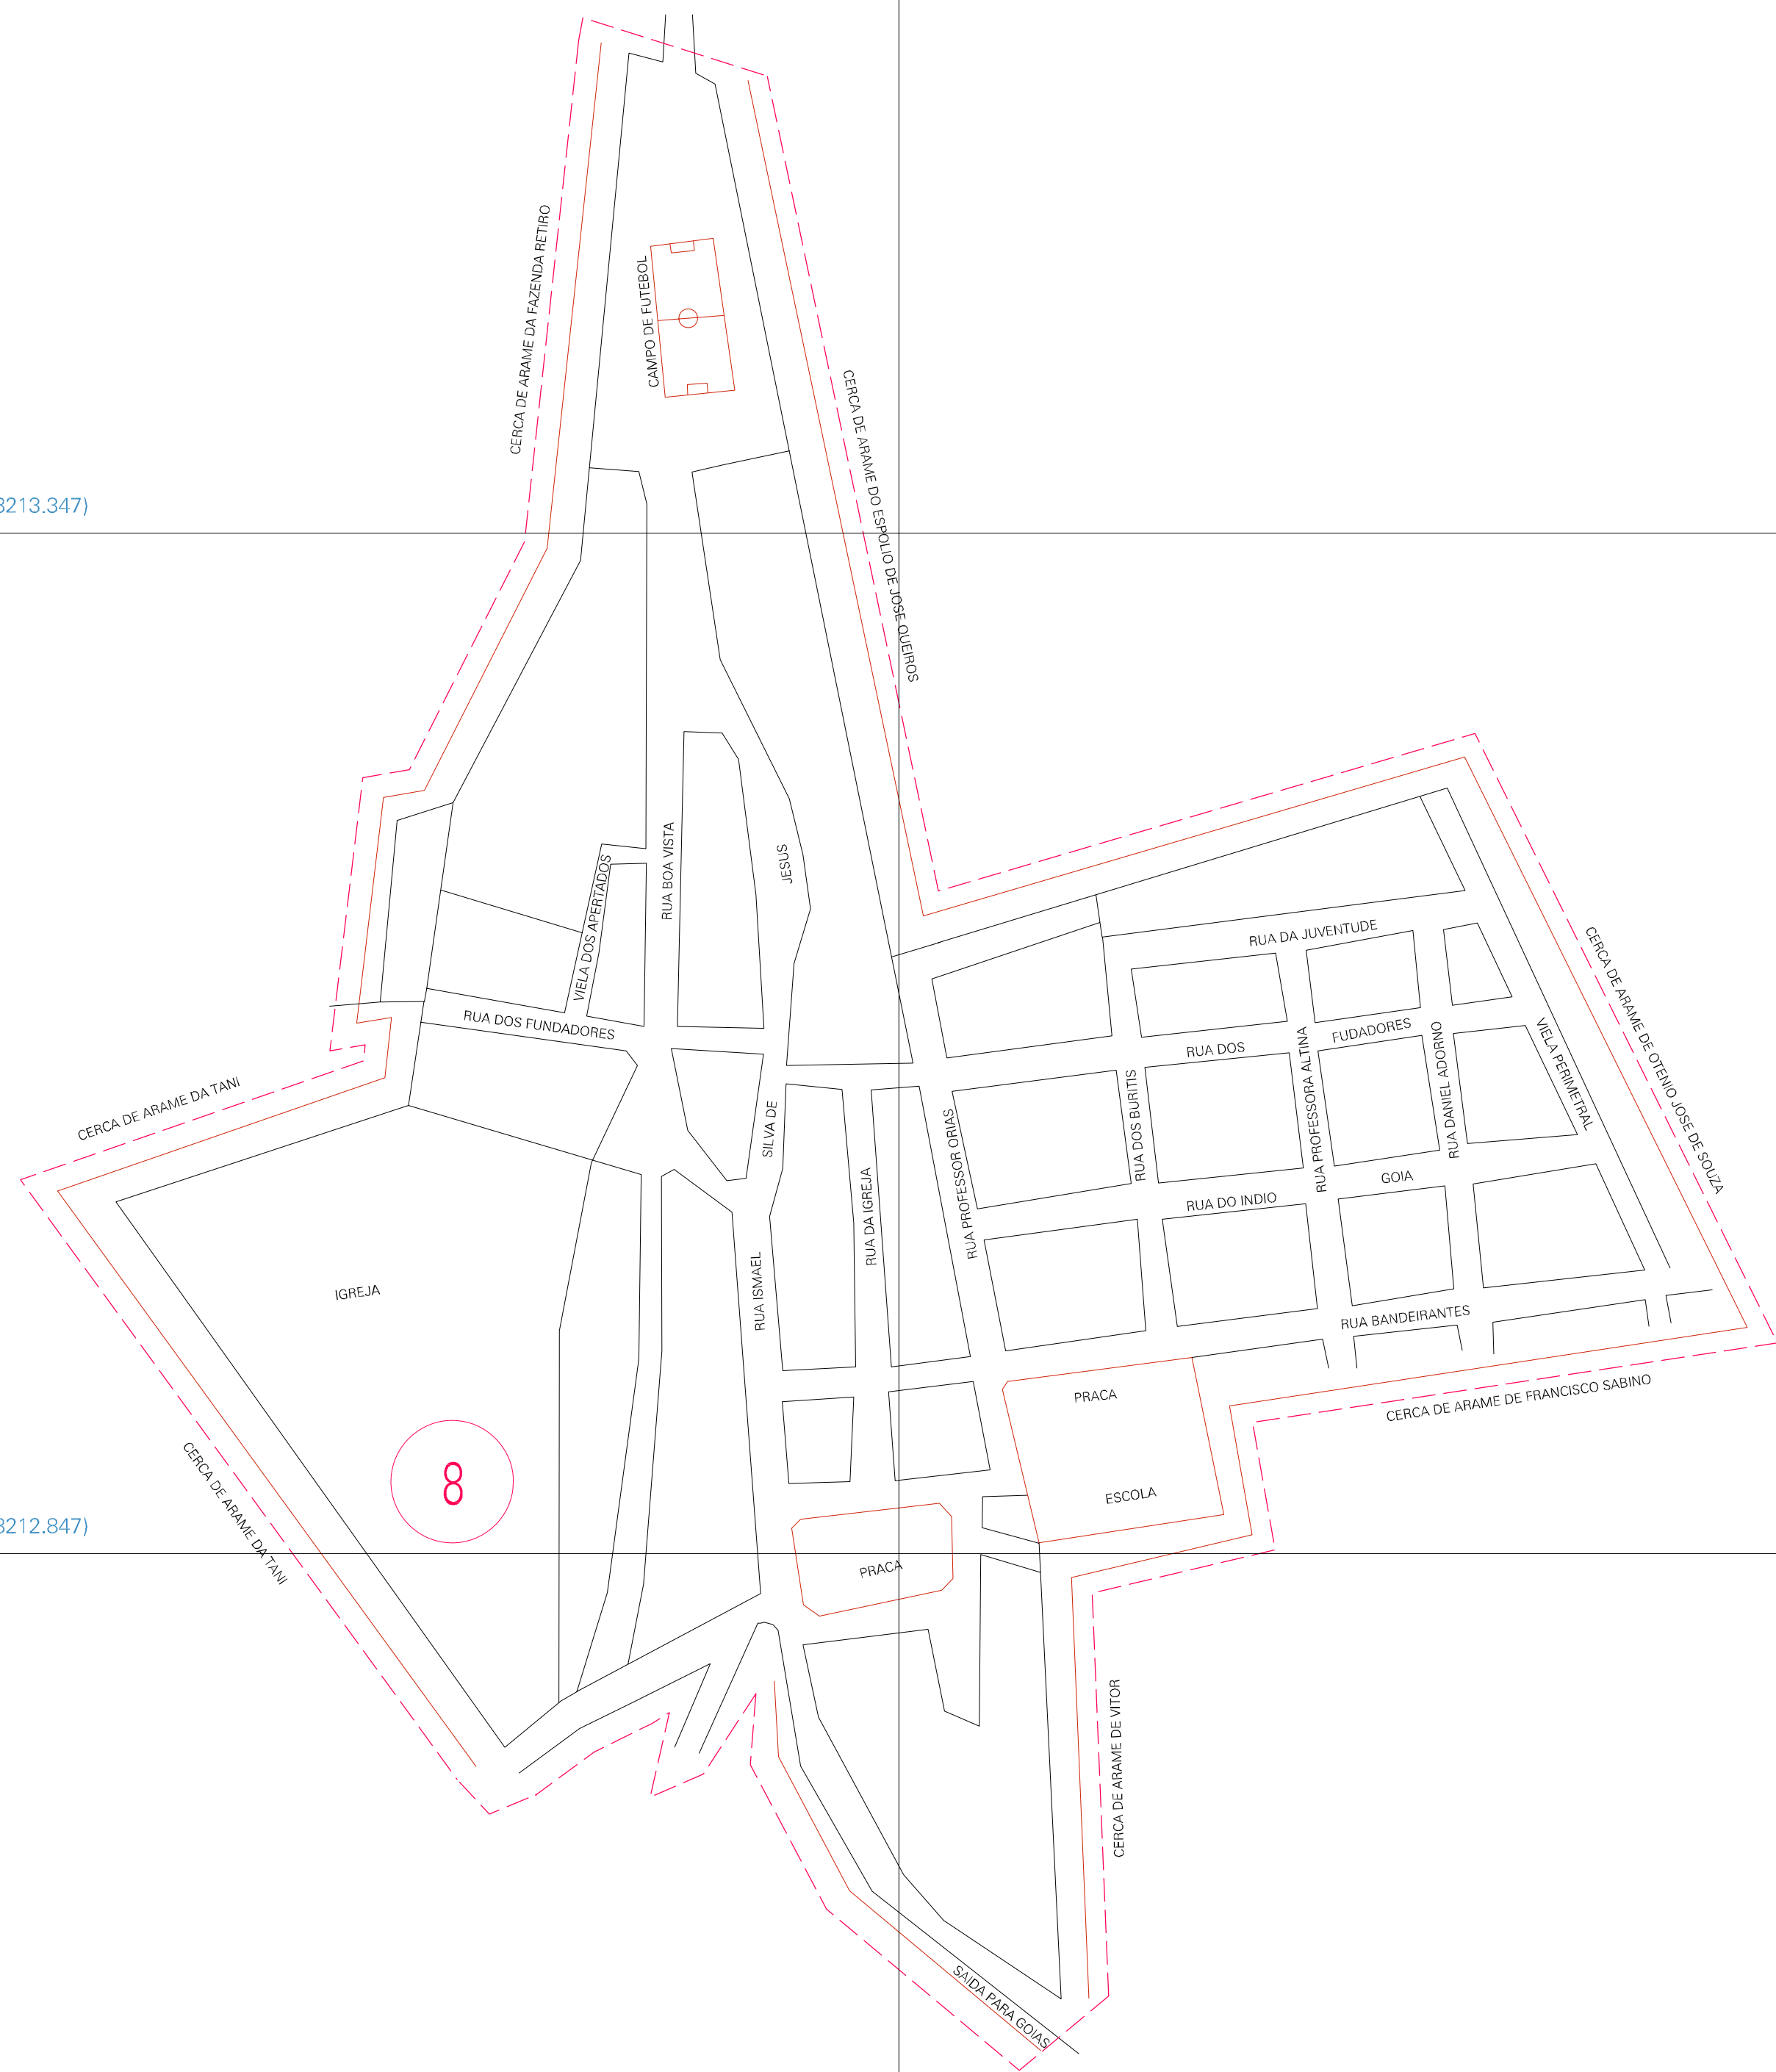 CERCA DE ARAME DA FAZENDA RETIRO
CAMPO DE FUTEBOL
CERCA DE ARAME DO ESPOLIO DE JOSE QUEIROS
3213.347)
RUA BOA VISTA
JESUS
VIELA DOS APERTADOS
RUA DOS FUNDADORES
RUA DA JUVENTUDE
CERCA DE ARAME DE OTENIO JOSE DE SOUZA
RUA DOS
FUDADORES
VIELA PERIMETRAL
RUA PROFESSORA ALTINA
RUA DANIEL ADORNO
RUA DOS BURITIS
CERCA DE ARAME DA TANI
SILVA DE
RUA DA IGREJA
RUA PROFESSOR ORIAS
RUA DO INDIO
GOIA
RUA ISMAEL
IGREJA
RUA BANDEIRANTES
PRACA
CERCA DE ARAME DE FRANCISCO SABINO
8
CERCA DE ARAME DA TANI
ESCOLA
3212.847)
PRACA
CERCA DE ARAME DE VITOR
SAIDA PARA GOIAS